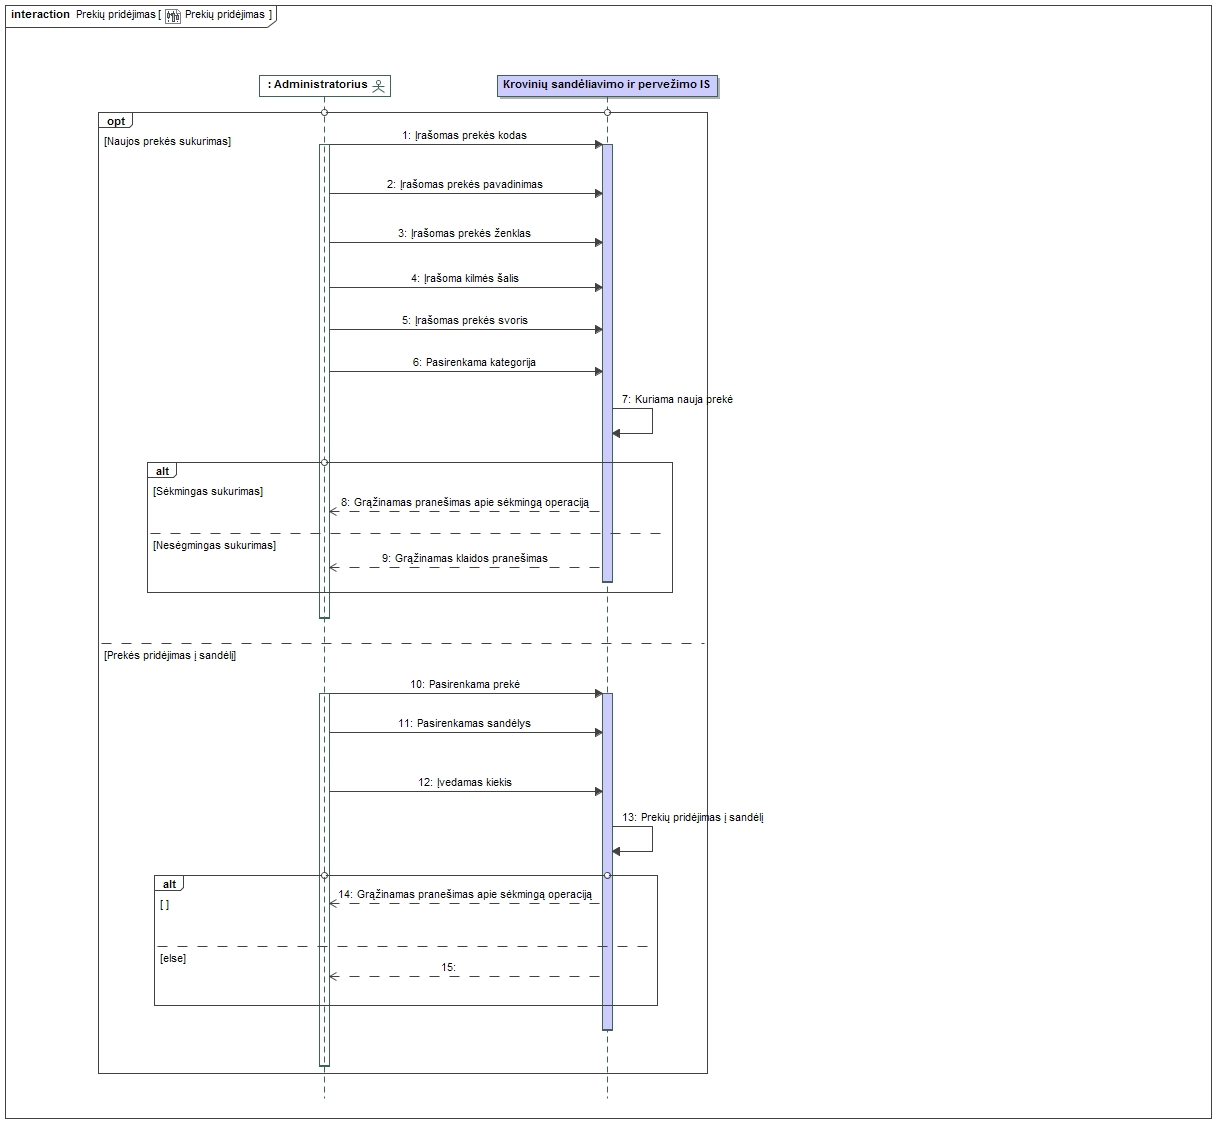 interaction Prekių pridėjimas [ Prekių pridėjimas ]
: Administratorius
Krovinių sandėliavimo ir pervežimo IS
opt
[Naujos prekės sukurimas]
1: Įrašomas prekės kodas
2: Įrašomas prekės pavadinimas
3: Įrašomas prekės ženklas
4: Įrašoma kilmės šalis
5: Įrašomas prekės svoris
6: Pasirenkama kategorija
7: Kuriama nauja prekė
alt
[Sėkmingas sukurimas]
8: Grąžinamas pranešimas apie sėkmingą operaciją
[Nesėgmingas sukurimas]
9: Grąžinamas klaidos pranešimas
[Prekės pridėjimas į sandėlį]
10: Pasirenkama prekė
11: Pasirenkamas sandėlys
12: Įvedamas kiekis
13: Prekių pridėjimas į sandėlį
alt
14: Grąžinamas pranešimas apie sėkmingą operaciją
[ ]
[else]
15: